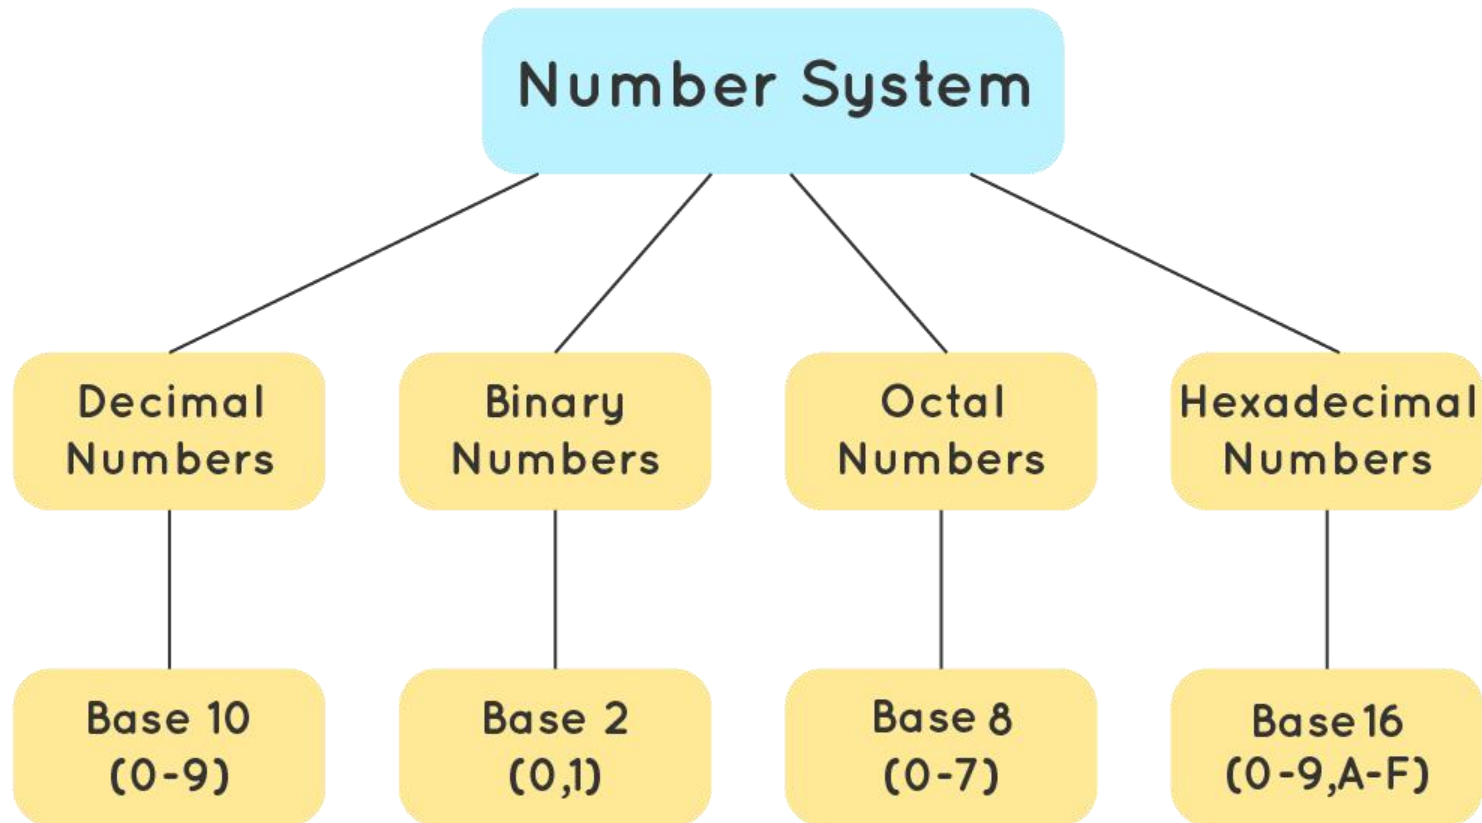 Number System
Decimal
Numbers
Binary
Numbers
Octal
Numbers
Hexadecimal
Numbers
Base 10
(0-9)
Base 2
(0,1)
Base 8
(0-7)
Base 16
(0-9,A-F)